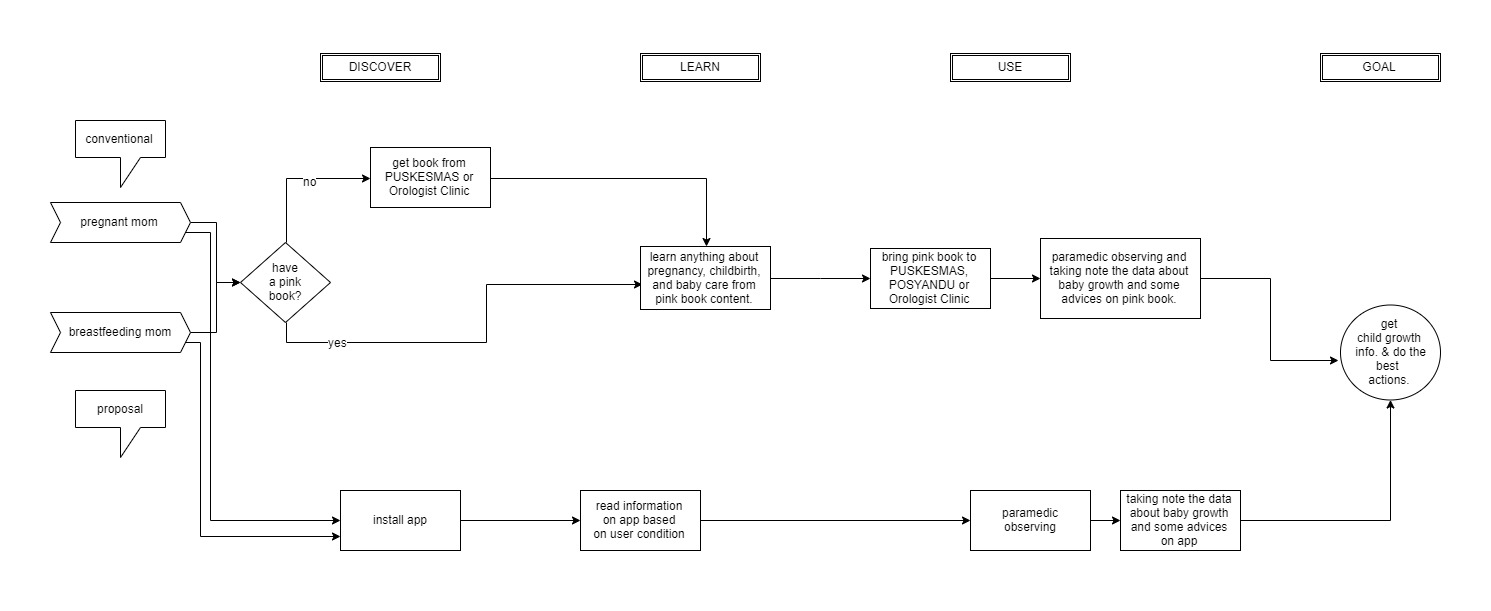 DISCOVER
LEARN
USE
GOAL
conventional
pregnant mom
breastfeeding mom
proposal
have
a pink
book?
no
yes
get book from
PUSKESMAS or
Orologist Clinic
learn anything about
pregnancy, childbirth,
and baby care from
pink book content.
bring pink book to
PUSKESMAS,
POSYANDU or
Orologist Clinic
paramedic observing and
taking note the data about
baby growth and some
advices on pink book.
get
child growth
info. & do the
best
actions.
install app
read information
on app based
on user condition
paramedic
observing
taking note the data
about baby growth
and some advices
on app